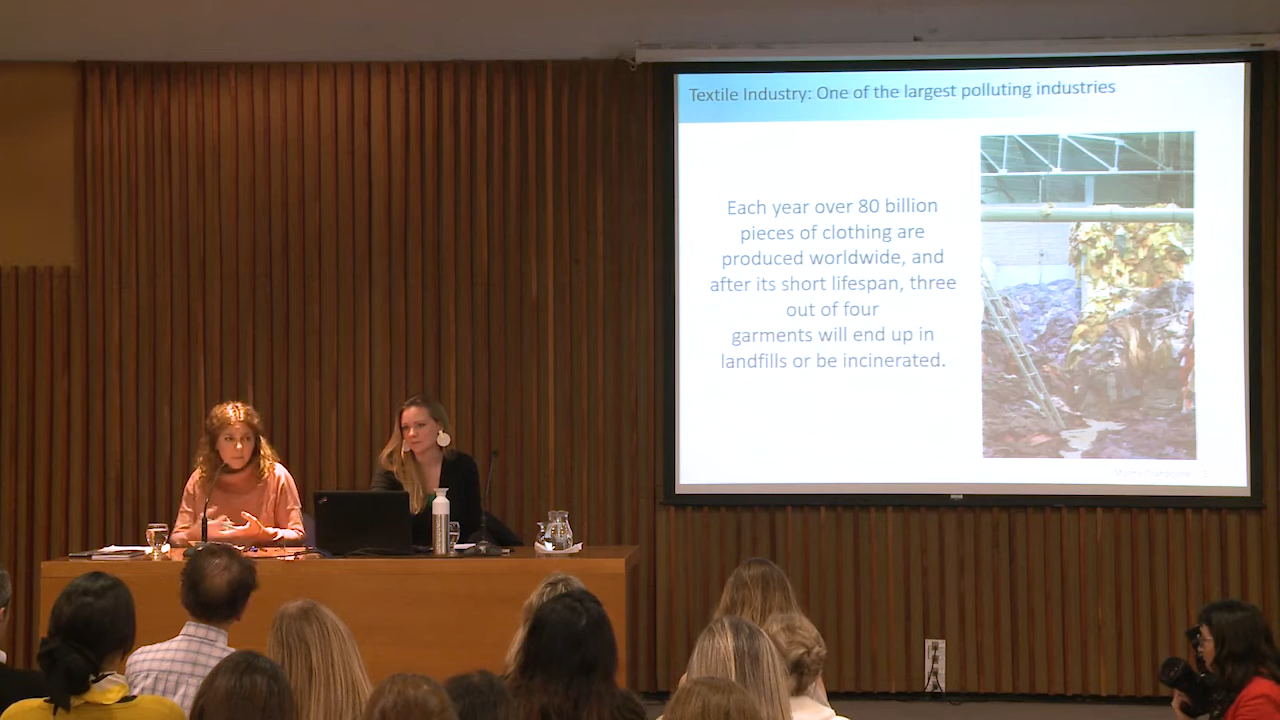 Textile Industry: One of the largest polluting industries
Each year over 80 billion
pieces of clothing are
produced worldwide, and
after its short lifespan, three
out of four
garments will end up in
landfills or be incinerated.